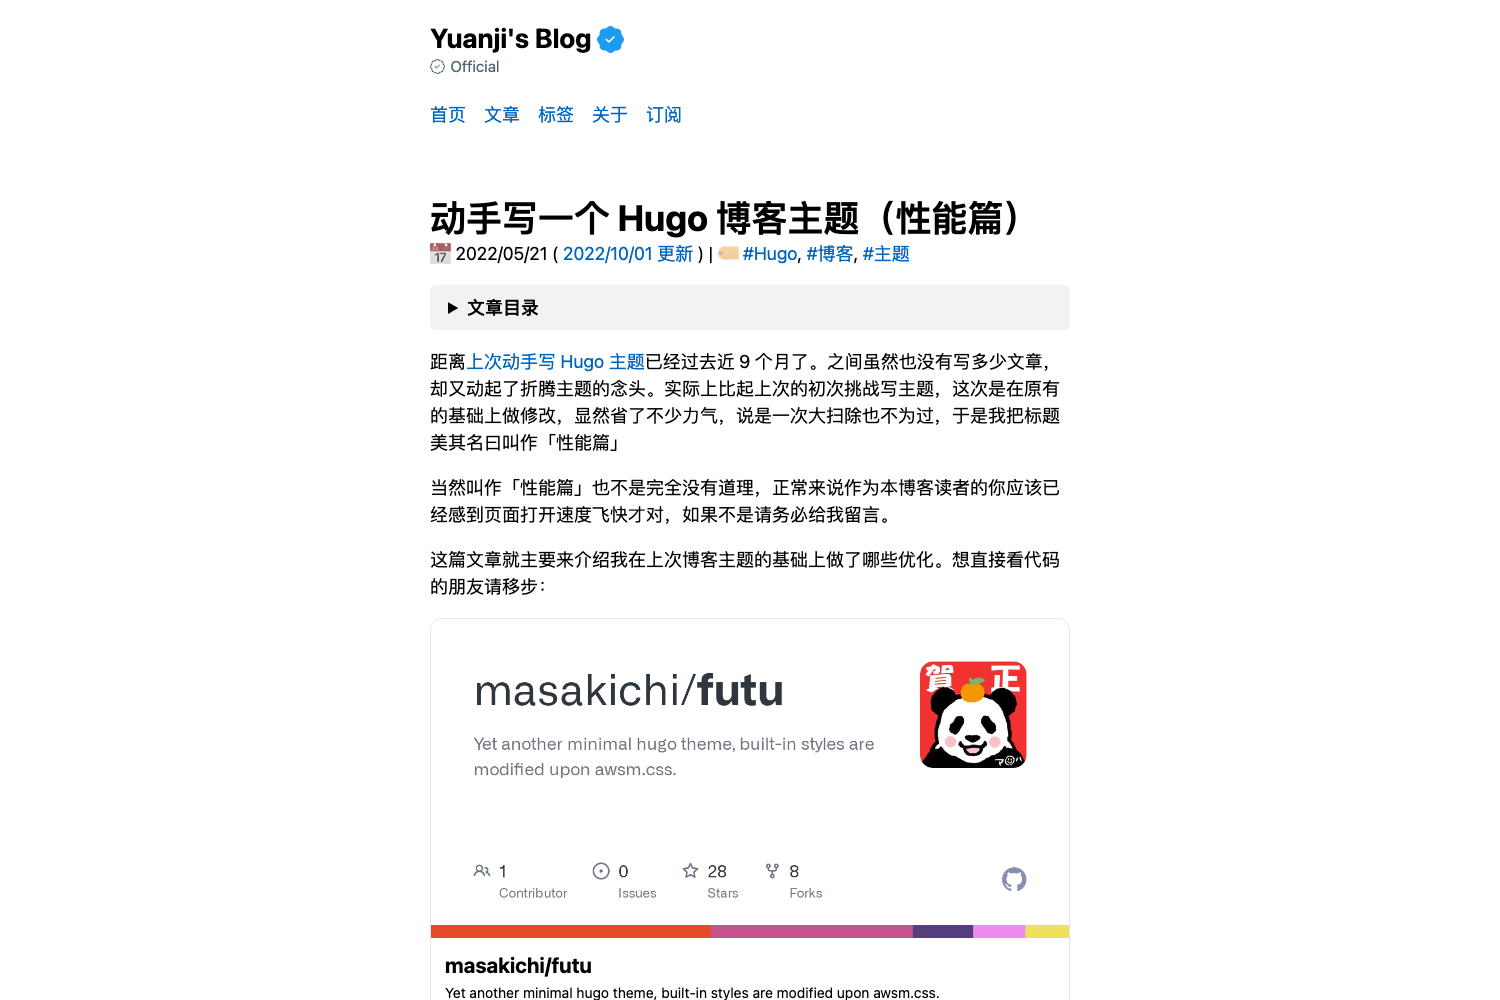 Yuanji's Blog
Official
首页 文章 标签 关于 订阅
动手写一个 Hugo 博客主题（性能篇）
17 2022/05/21 ( 2022/10/01 更新 ) | #Hugo, #博客, #主题
文章目录
距离上次动手写 Hugo 主题已经过去近 9 个月了。之间虽然也没有写多少文章，
却又动起了折腾主题的念头。实际上比起上次的初次挑战写主题，这次是在原有
的基础上做修改，显然省了不少力气，说是一次大扫除也不为过，于是我把标题
美其名曰叫作「性能篇」
当然叫作「性能篇」也不是完全没有道理，正常来说作为本博客读者的你应该已
经感到页面打开速度飞快才对，如果不是请务必给我留言。
这篇文章就主要来介绍我在上次博客主题的基础上做了哪些优化。想直接看代码
的朋友请移步：
masakichi/futu
賀正
Yet another minimal hugo theme, built-in styles are
modified upon awsm.css.
1 0 28 8
Contributor Issues Stars Forks
masakichi/futu
Yet another minimal hugo theme, built-in styles are modified upon awsm.css.